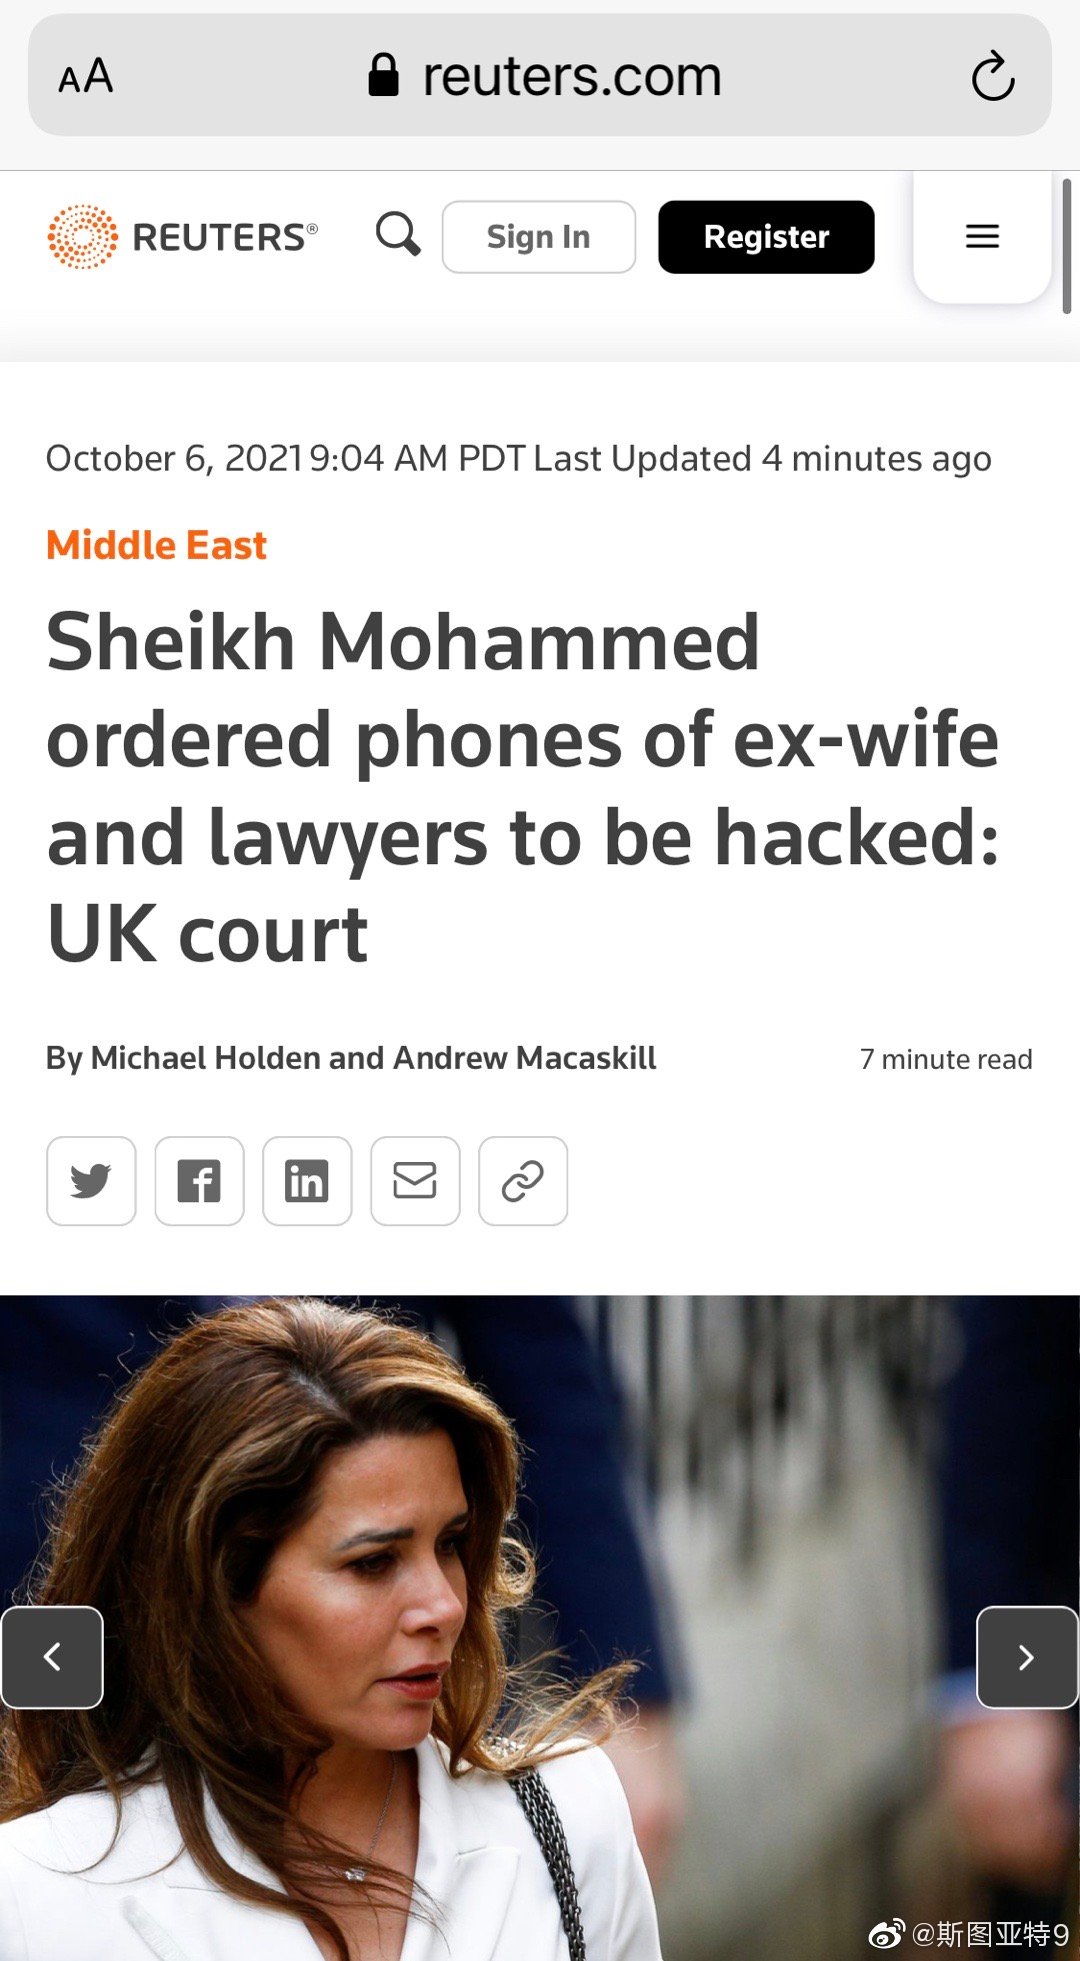 AA reuters.com
REUTERS® Sign In Register
October 6, 2021 9:04 AM PDT Last Updated 4 minutes ago
Middle East
Sheikh Mohammed
ordered phones of ex-wife
and lawyers to be hacked:
UK court
By Michael Holden and Andrew Macaskill 7 minute read
f in
@斯图亚特9